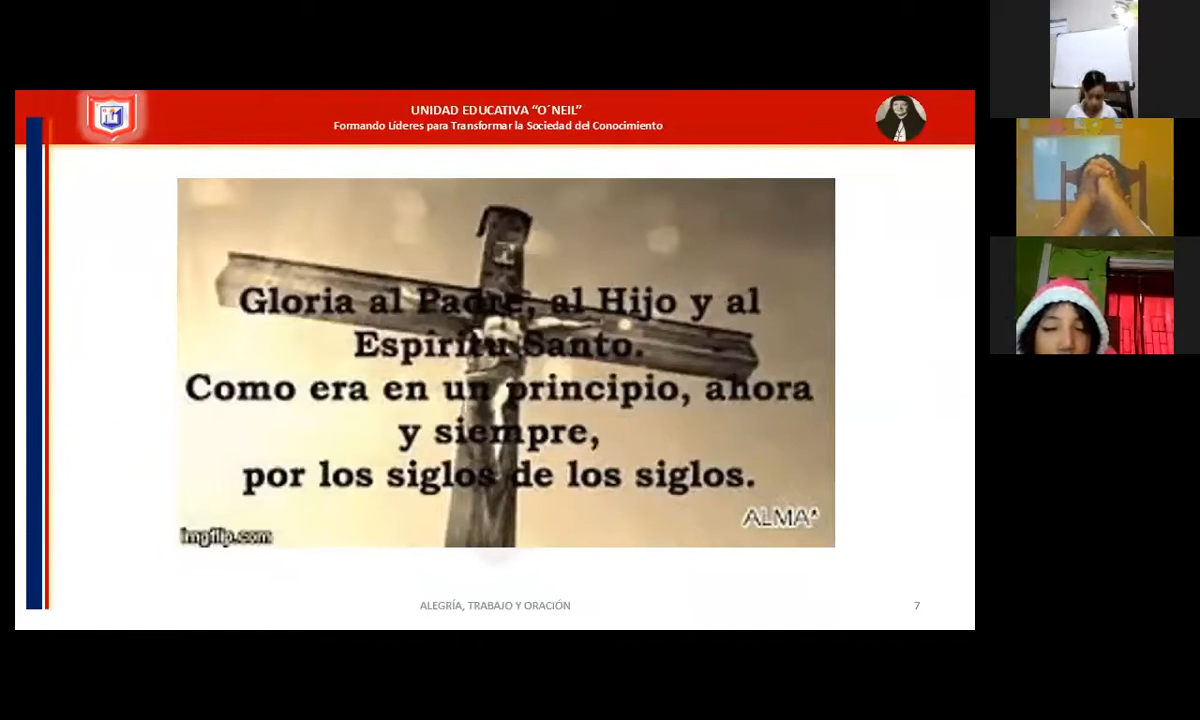 UNIDAD EDUCATIVA “O´NEIL”
Formando Líderes para Transformar la Sociedad del Conocimiento
Gloria al Padre, al Hijo y al
Espíritu Santo.
Como era en un principio, ahora
y siempre,
por los siglos de los siglos.
ALMA*
imgflip.com
ALEGRÍA, TRABAJO Y ORACIÓN
7